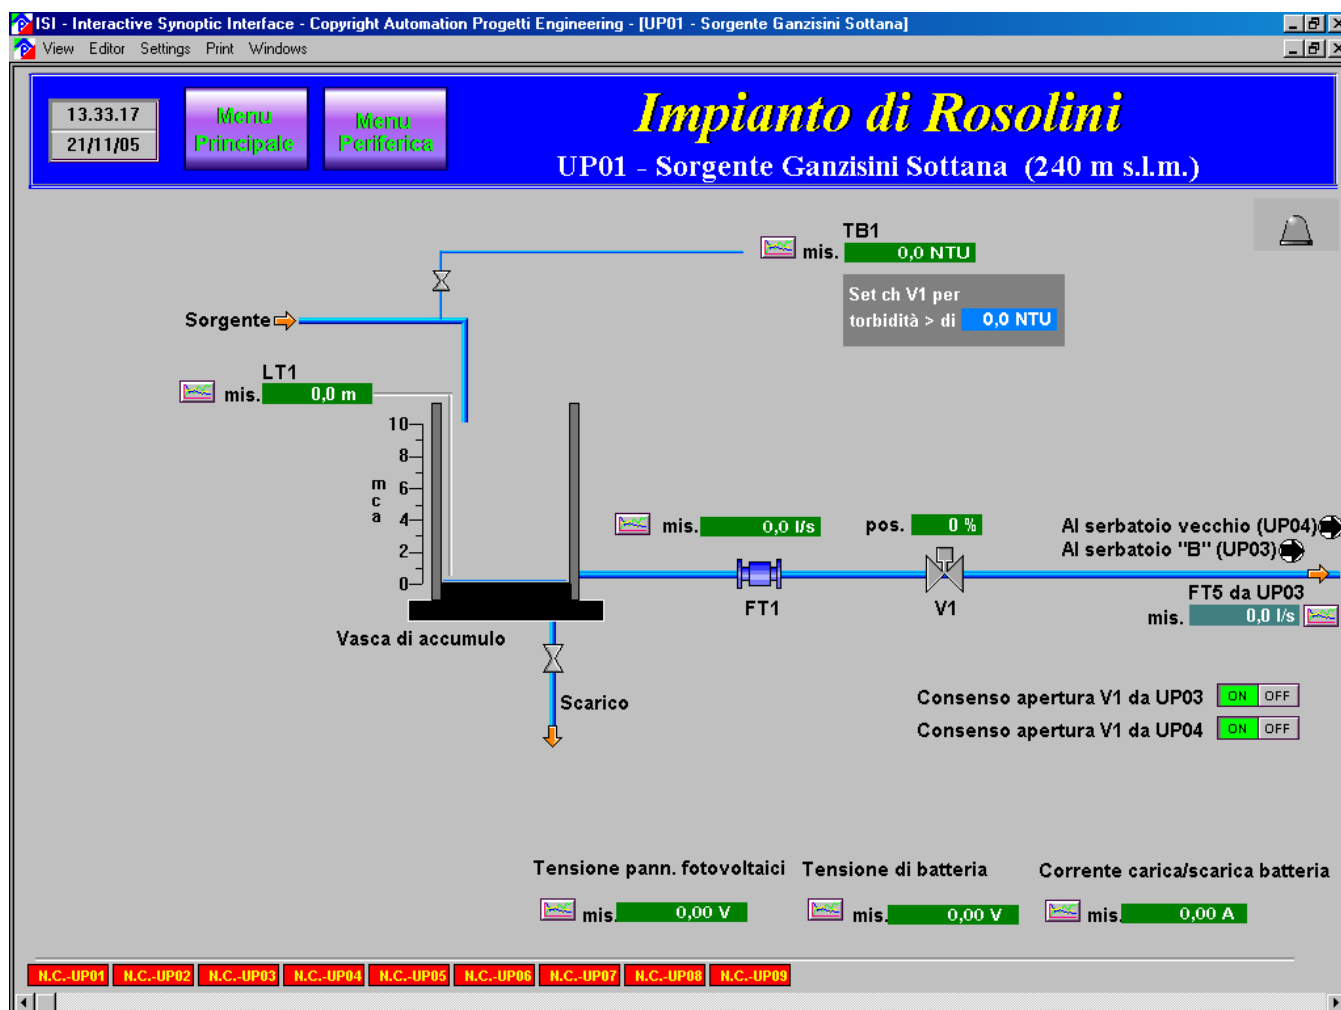 ISI - Interactive Synoptic Interface - Copyright Automation Progetti Engineering - [UP01 - Sorgente Ganzisini Sottana]
View Editor Settings Print Windows
13.33.17
21/11/05
Menu Principale
Menu Periferica
Impianto di Rosolini
UP01 - Sorgente Ganzisini Sottana (240 m s.l.m.)
TB1
mis. 0,0 NTU
Set ch V1 per
torbidità > di 0,0 NTU
Sorgente
LT1
mis. 0,0 m
10
8
6
4
2
0
m
c
a
mis. 0,0 l/s
pos. 0 %
Al serbatoio vecchio (UP04)
Al serbatoio "B" (UP03)
FT1
V1
FT5 da UP03
mis. 0,0 l/s
Vasca di accumulo
Scarico
Consenso apertura V1 da UP03 ON OFF
Consenso apertura V1 da UP04 ON OFF
Tensione pann. fotovoltaici
mis. 0,00 V
Tensione di batteria
mis. 0,00 V
Corrente carica/scarica batteria
mis. 0,00 A
N.C.-UP01 N.C.-UP02 N.C.-UP03 N.C.-UP04 N.C.-UP05 N.C.-UP06 N.C.-UP07 N.C.-UP08 N.C.-UP09